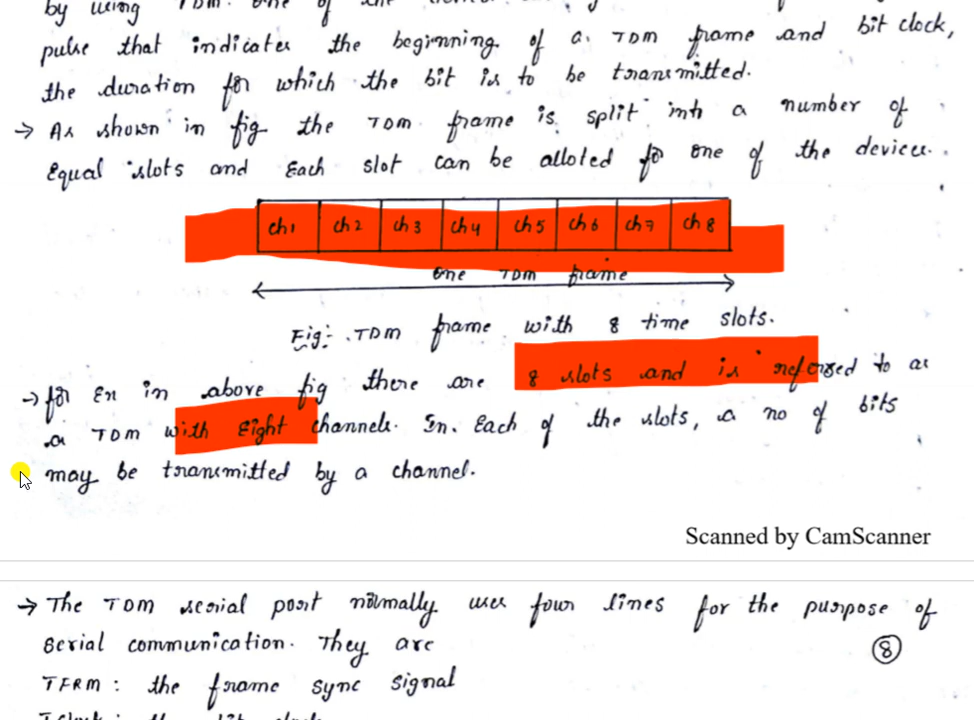 by using TDM. one of the
pulse that indicates the beginning of a TDM frame and bit clock,
the duration for which the bit is to be transmitted.
→ As shown in fig the TDM frame is split into a number of
Equal slots and Each slot can be alloted for one of the devices.
ch1 ch2 ch3 ch4 ch5 ch6 ch7 ch8
one TDM frame
Fig:- TDM frame with 8 time slots.
→ for Ex in above fig there are 8 slots and is referred to as
a TDM with Eight channels. In Each of the slots, a no of bits
may be transmitted by a channel.
Scanned by CamScanner
→ The TDM serial port normally uses four lines for the purpose of
serial communication. They are
8
TFRM : the frame sync signal